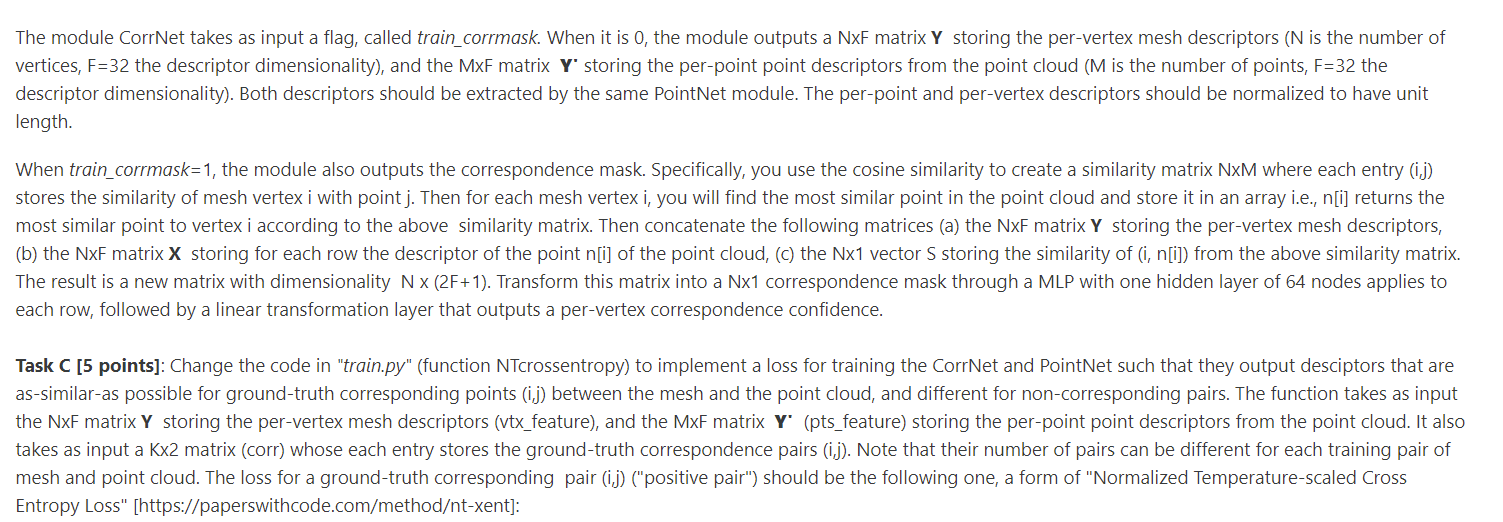 The module CorrNet takes as input a flag, called train_corrmask. When it is 0, the module outputs a NxF matrix Y storing the per-vertex mesh descriptors (N is the number of
vertices, F=32 the descriptor dimensionality), and the MxF matrix Y' storing the per-point point descriptors from the point cloud (M is the number of points, F=32 the
descriptor dimensionality). Both descriptors should be extracted by the same PointNet module. The per-point and per-vertex descriptors should be normalized to have unit
length.
When train_corrmask=1, the module also outputs the correspondence mask. Specifically, you use the cosine similarity to create a similarity matrix NxM where each entry (i,j)
stores the similarity of mesh vertex i with point j. Then for each mesh vertex i, you will find the most similar point in the point cloud and store it in an array i.e., n[i] returns the
most similar point to vertex i according to the above similarity matrix. Then concatenate the following matrices (a) the NxF matrix Y storing the per-vertex mesh descriptors,
(b) the NxF matrix X storing for each row the descriptor of the point n[i] of the point cloud, (c) the Nx1 vector S storing the similarity of (i, n[i]) from the above similarity matrix.
The result is a new matrix with dimensionality N x (2F+1). Transform this matrix into a Nx1 correspondence mask through a MLP with one hidden layer of 64 nodes applies to
each row, followed by a linear transformation layer that outputs a per-vertex correspondence confidence.
Task C [5 points]: Change the code in "train.py" (function NTcrossentropy) to implement a loss for training the CorrNet and PointNet such that they output desciptors that are
as-similar-as possible for ground-truth corresponding points (i,j) between the mesh and the point cloud, and different for non-corresponding pairs. The function takes as input
the NxF matrix Y storing the per-vertex mesh descriptors (vtx_feature), and the MxF matrix Y' (pts_feature) storing the per-point point descriptors from the point cloud. It also
takes as input a Kx2 matrix (corr) whose each entry stores the ground-truth correspondence pairs (i,j). Note that their number of pairs can be different for each training pair of
mesh and point cloud. The loss for a ground-truth corresponding pair (i,j) ("positive pair") should be the following one, a form of "Normalized Temperature-scaled Cross
Entropy Loss" [https://paperswithcode.com/method/nt-xent]: